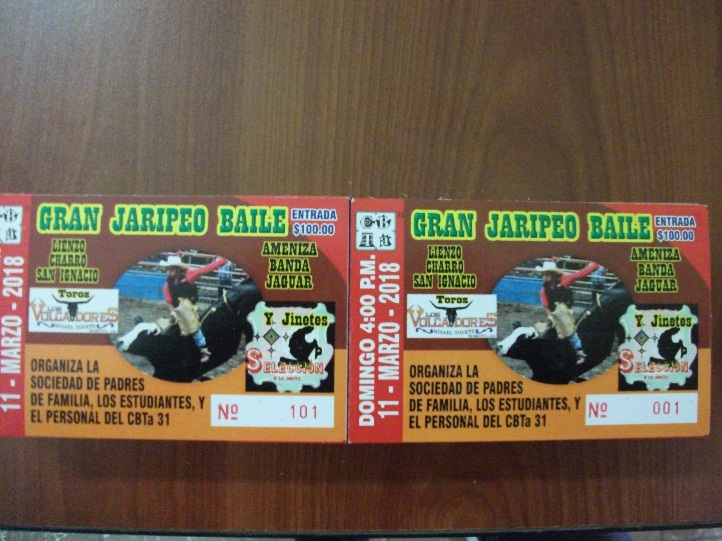 11 - MARZO - 2018
GRAN JARIPEO BAILE
ENTRADA
$100.00
LIENZO
CHARRO
SAN IGNACIO
AMENIZA
BANDA
JAGUAR
Toros
VOLCADORES
Y Jinetes
SELECCIÓN
ORGANIZA LA
SOCIEDAD DE PADRES
DE FAMILIA, LOS ESTUDIANTES, Y
EL PERSONAL DEL CBTa 31
Nº 101
DOMINGO 4:00 P.M.
11 - MARZO - 2018
GRAN JARIPEO BAILE
ENTRADA
$100.00
LIENZO
CHARRO
SAN IGNACIO
AMENIZA
BANDA
JAGUAR
Toros
LOS
VOLCADORES
Y Jinetes
SELECCIÓN
ORGANIZA LA
SOCIEDAD DE PADRES
DE FAMILIA, LOS ESTUDIANTES, Y
EL PERSONAL DEL CBTa 31
Nº 001